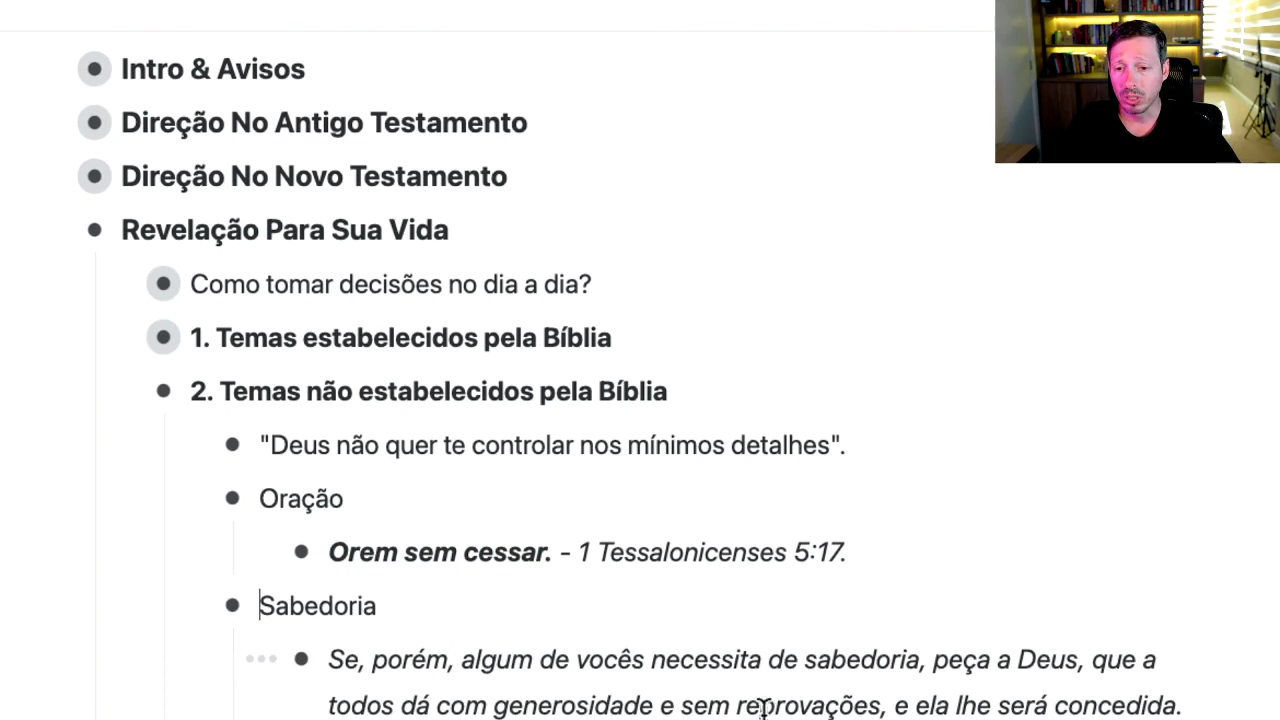 Intro & Avisos
Direção No Antigo Testamento
Direção No Novo Testamento
Revelação Para Sua Vida
Como tomar decisões no dia a dia?
1. Temas estabelecidos pela Bíblia
2. Temas não estabelecidos pela Bíblia
"Deus não quer te controlar nos mínimos detalhes".
Oração
Orem sem cessar. - 1 Tessalonicenses 5:17.
Sabedoria
Se, porém, algum de vocês necessita de sabedoria, peça a Deus, que a
todos dá com generosidade e sem reprovações, e ela lhe será concedida.